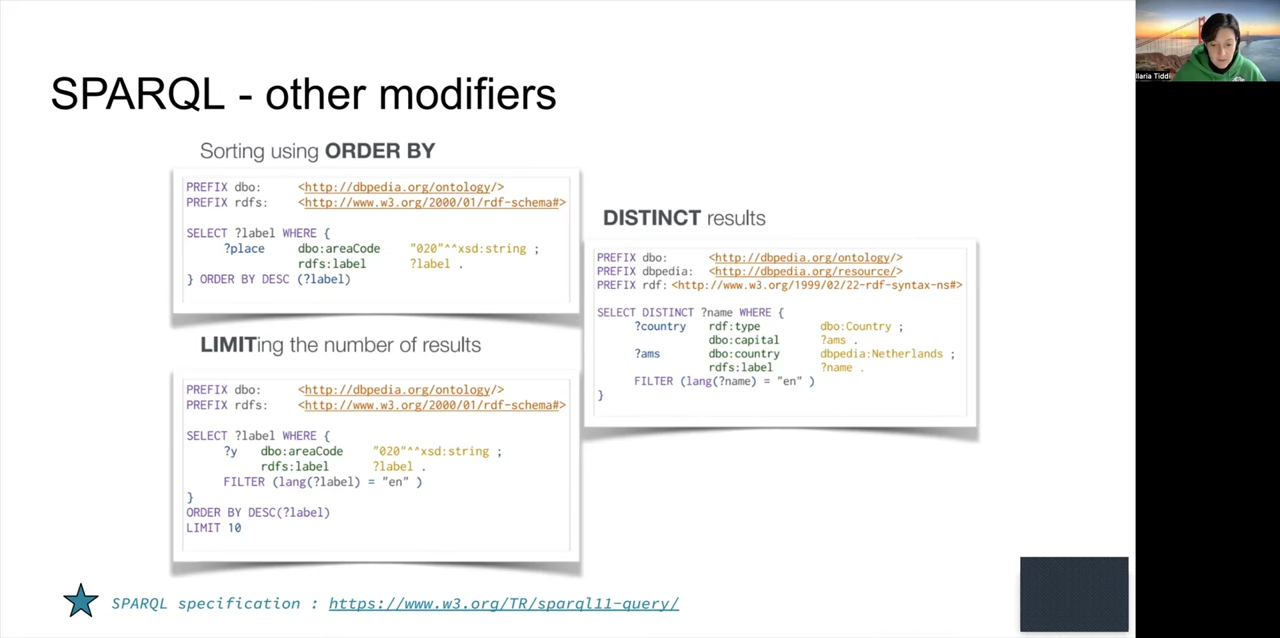 SPARQL - other modifiers
Sorting using ORDER BY
PREFIX dbo: <http://dbpedia.org/ontology/>
PREFIX rdfs: <http://www.w3.org/2000/01/rdf-schema#>
SELECT ?label WHERE {
?place dbo:areaCode "020"^^xsd:string ;
rdfs:label ?label .
} ORDER BY DESC (?label)
LIMITing the number of results
PREFIX dbo: <http://dbpedia.org/ontology/>
PREFIX rdfs: <http://www.w3.org/2000/01/rdf-schema#>
SELECT ?label WHERE {
?y dbo:areaCode "020"^^xsd:string ;
rdfs:label ?label .
FILTER (lang(?label) = "en" )
}
ORDER BY DESC(?label)
LIMIT 10
DISTINCT results
PREFIX dbo: <http://dbpedia.org/ontology/>
PREFIX dbpedia: <http://dbpedia.org/resource/>
PREFIX rdf: <http://www.w3.org/1999/02/22-rdf-syntax-ns#>
SELECT DISTINCT ?name WHERE {
?country rdf:type dbo:Country ;
dbo:capital ?ams .
?ams dbo:country dbpedia:Netherlands ;
rdfs:label ?name .
FILTER (lang(?name) = "en" )
}
SPARQL specification : https://www.w3.org/TR/sparql11-query/
Ilaria Tiddi